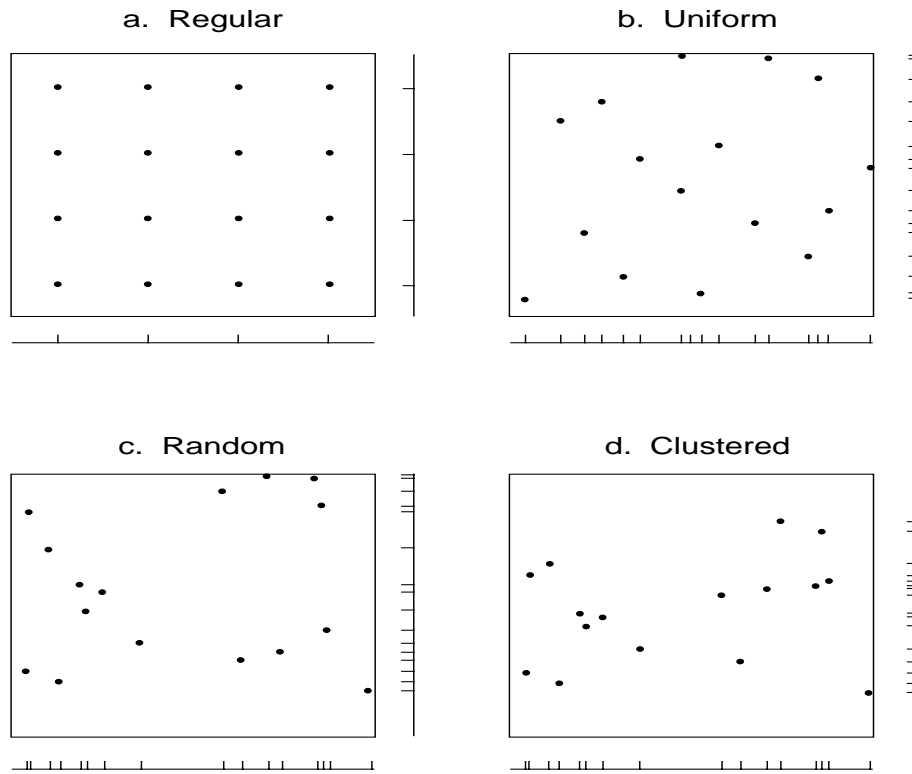 a. Regular
b. Uniform
c. Random
d. Clustered